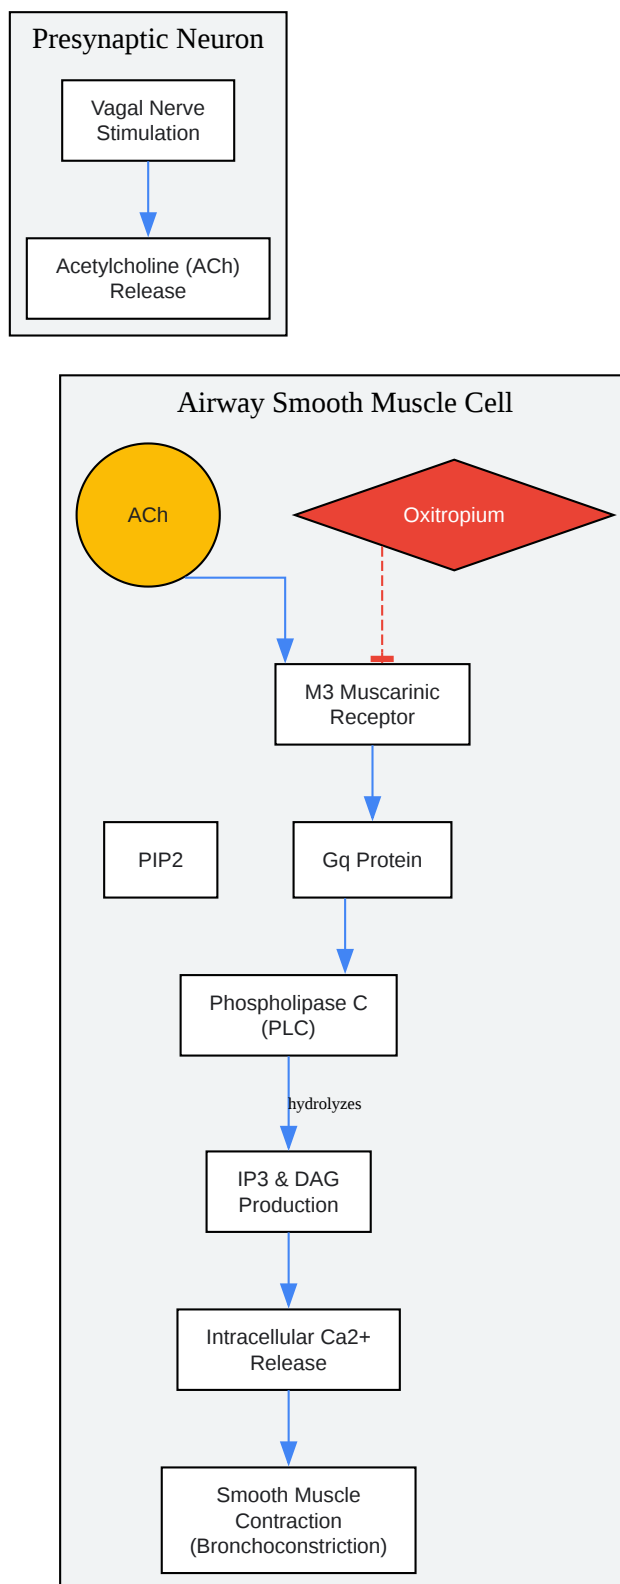 Presynaptic Neuron
Vagal Nerve
Stimulation
Acetylcholine (ACh)
Release
Airway Smooth Muscle Cell
ACh
Oxitropium
M3 Muscarinic
Receptor
PIP2
Gq Protein
Phospholipase C
(PLC)
hydrolyzes
IP3 & DAG
Production
Intracellular Ca2+
Release
Smooth Muscle
Contraction
(Bronchoconstriction)